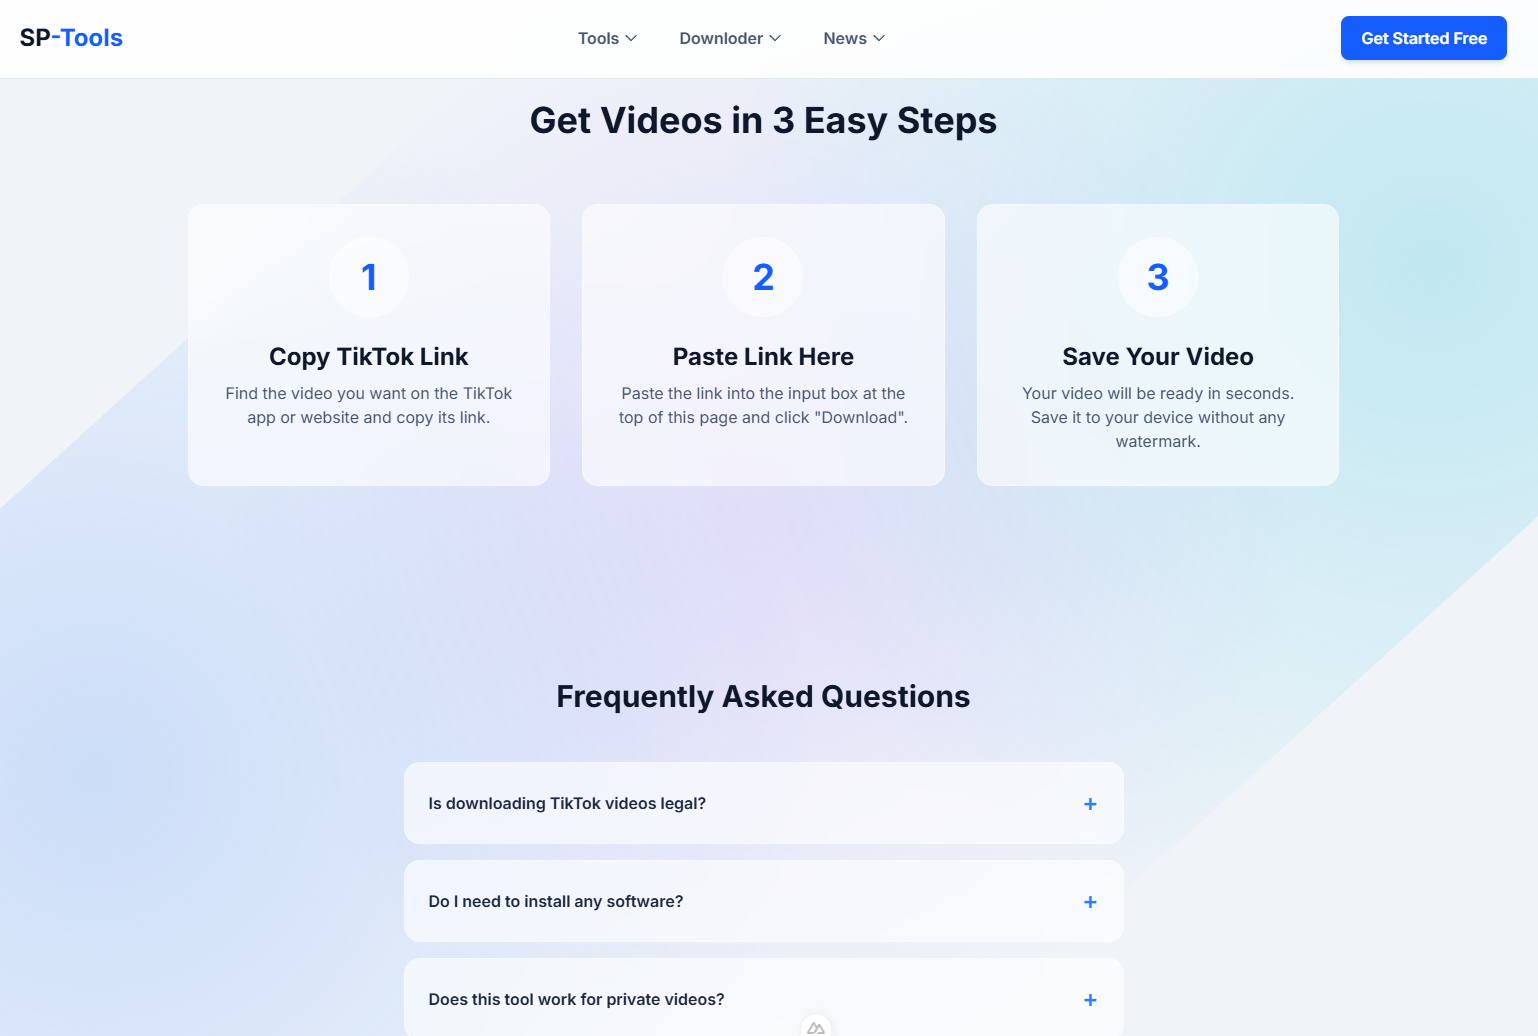 SP-Tools
Tools
Downloder
News
Get Started Free
Get Videos in 3 Easy Steps
1
Copy TikTok Link
Find the video you want on the TikTok
app or website and copy its link.
2
Paste Link Here
Paste the link into the input box at the
top of this page and click "Download".
3
Save Your Video
Your video will be ready in seconds.
Save it to your device without any
watermark.
Frequently Asked Questions
Is downloading TikTok videos legal?
+
Do I need to install any software?
+
Does this tool work for private videos?
+